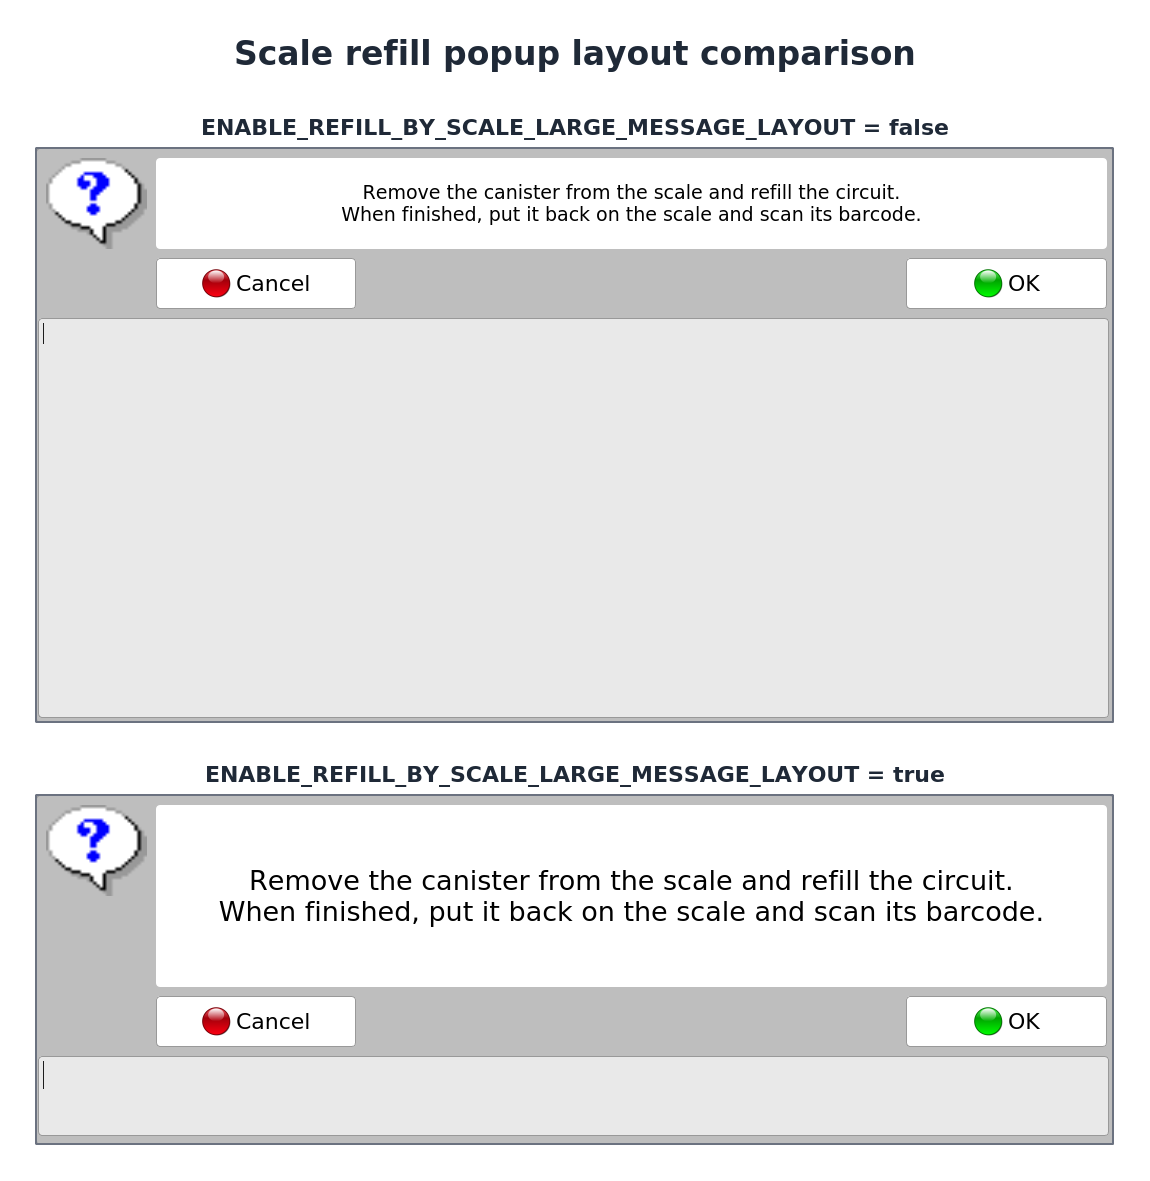 Scale refill popup layout comparison
ENABLE_REFILL_BY_SCALE_LARGE_MESSAGE_LAYOUT = false
?
Remove the canister from the scale and refill the circuit.
When finished, put it back on the scale and scan its barcode.
Cancel
OK
ENABLE_REFILL_BY_SCALE_LARGE_MESSAGE_LAYOUT = true
?
Remove the canister from the scale and refill the circuit.
When finished, put it back on the scale and scan its barcode.
Cancel
OK